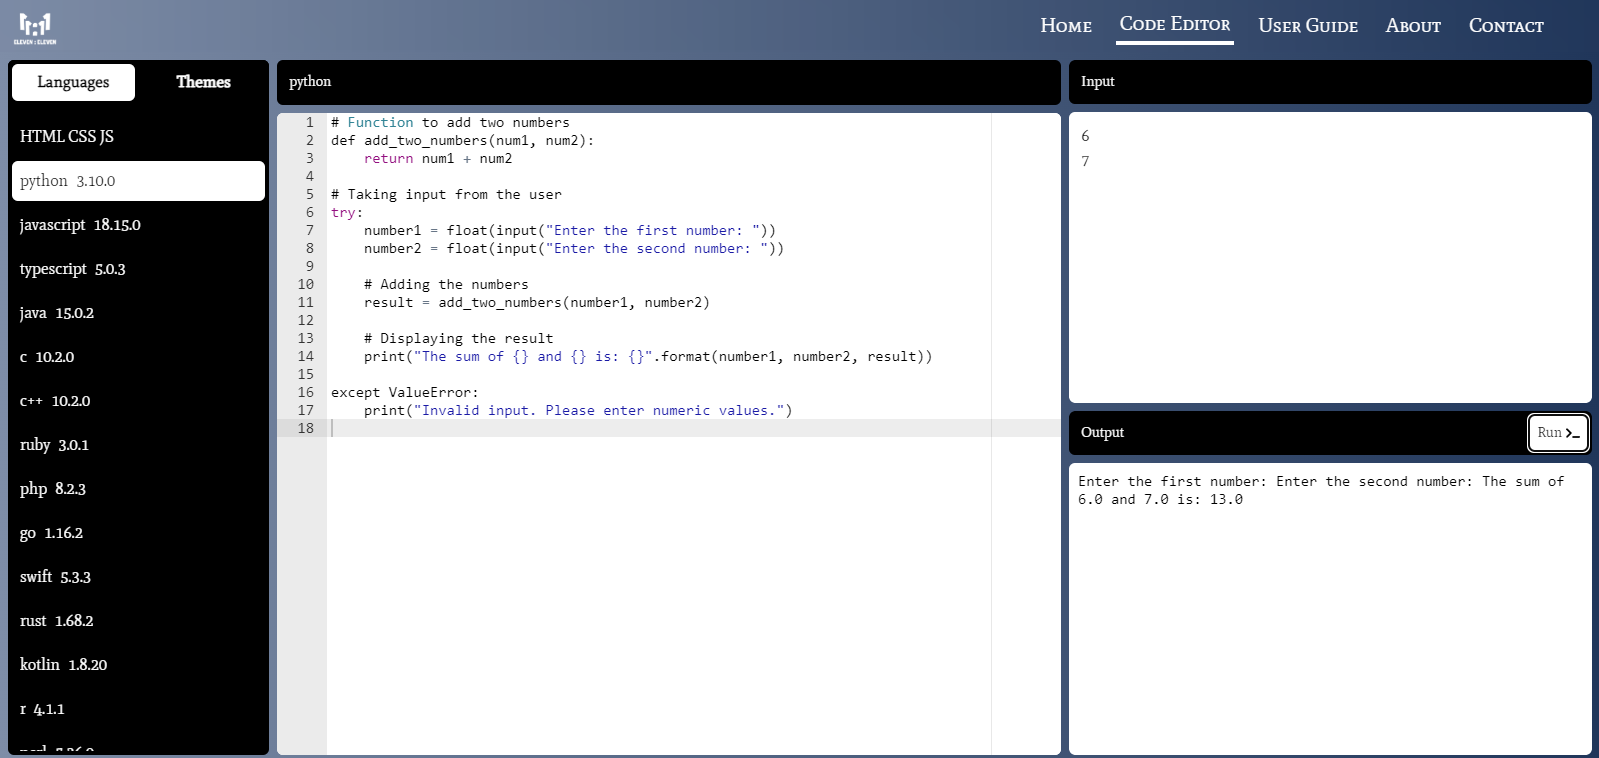 ELEVEN : ELEVEN
Home Code Editor User Guide About Contact
Languages Themes
HTML CSS JS
python 3.10.0
javascript 18.15.0
typescript 5.0.3
java 15.0.2
c 10.2.0
c++ 10.2.0
ruby 3.0.1
php 8.2.3
go 1.16.2
swift 5.3.3
rust 1.68.2
kotlin 1.8.20
r 4.1.1
python
1 # Function to add two numbers
2 def add_two_numbers(num1, num2):
3     return num1 + num2
4
5 # Taking input from the user
6 try:
7     number1 = float(input("Enter the first number: "))
8     number2 = float(input("Enter the second number: "))
9
10     # Adding the numbers
11     result = add_two_numbers(number1, number2)
12
13     # Displaying the result
14     print("The sum of {} and {} is: {}".format(number1, number2, result))
15
16 except ValueError:
17     print("Invalid input. Please enter numeric values.")
18
Input
6
7
Output Run >_
Enter the first number: Enter the second number: The sum of
6.0 and 7.0 is: 13.0